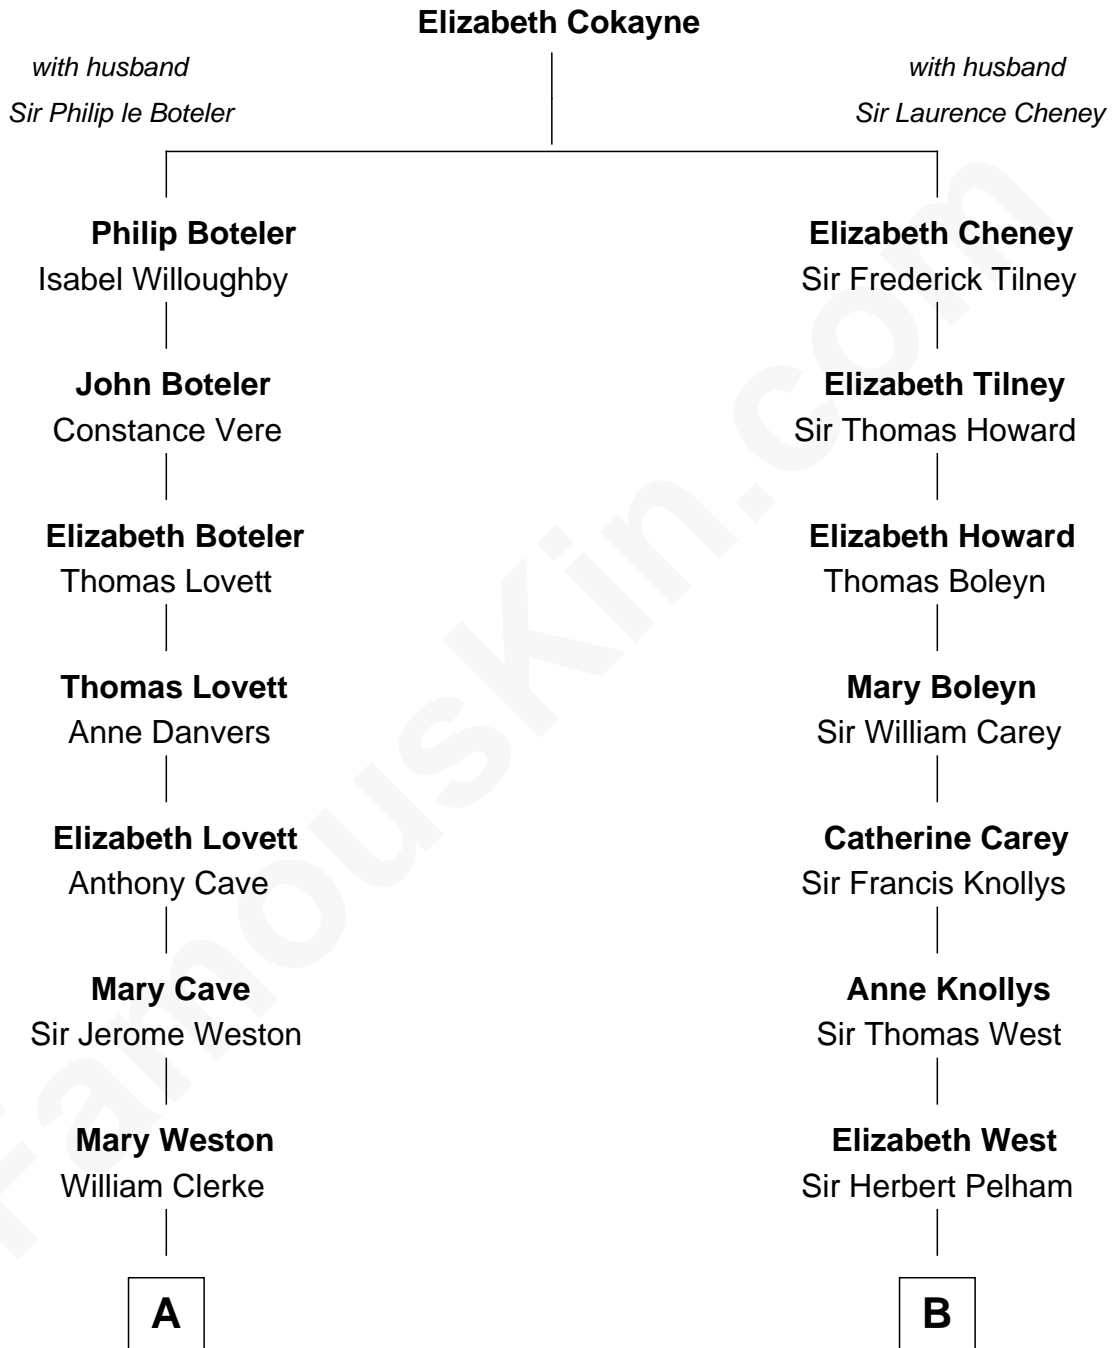 Elizabeth Cokayne
with husband
Sir Philip le Boteler
with husband
Sir Laurence Cheney
Philip Boteler
Isabel Willoughby
Elizabeth Cheney
Sir Frederick Tilney
John Boteler
Constance Vere
Elizabeth Tilney
Sir Thomas Howard
Elizabeth Boteler
Thomas Lovett
Elizabeth Howard
Thomas Boleyn
Thomas Lovett
Anne Danvers
Mary Boleyn
Sir William Carey
Elizabeth Lovett
Anthony Cave
Catherine Carey
Sir Francis Knollys
Mary Cave
Sir Jerome Weston
Anne Knollys
Sir Thomas West
Mary Weston
William Clerke
Elizabeth West
Sir Herbert Pelham
A
B
FamousKin.com